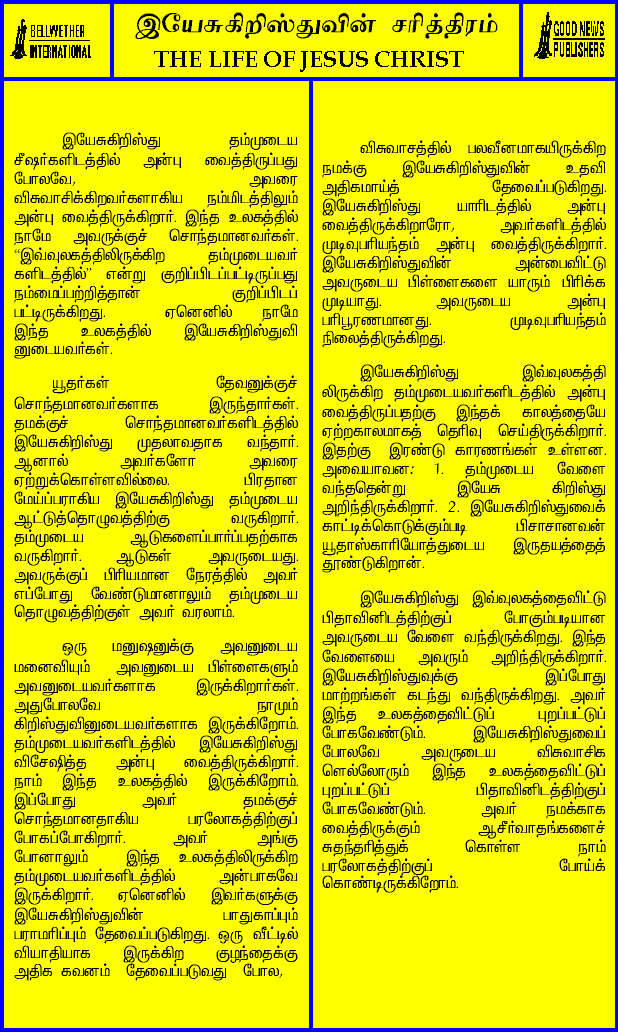 BELLWETHER
INTERNATIONAL
இயேசுகிறிஸ்துவின் சரித்திரம்
THE LIFE OF JESUS CHRIST
GOOD NEWS
PUBLISHERS
இயேசுகிறிஸ்து தம்முடைய
சீஷர்களிடத்தில் அன்பு வைத்திருப்பது
போலவே, அவரை
விசுவாசிக்கிறவர்களாகிய நம்மிடத்திலும்
அன்பு வைத்திருக்கிறார். இந்த உலகத்தில்
நாமே அவருக்குச் சொந்தமானவர்கள்.
“இவ்வுலகத்திலிருக்கிற தம்முடையவர்
களிடத்தில்” என்று குறிப்பிடப்பட்டிருப்பது
நம்மைப்பற்றித்தான் குறிப்பிடப்
பட்டிருக்கிறது. ஏனெனில் நாமே
இந்த உலகத்தில் இயேசுகிறிஸ்துவி
னுடையவர்கள்.
யூதர்கள் தேவனுக்குச்
சொந்தமானவர்களாக இருந்தார்கள்.
தமக்குச் சொந்தமானவர்களிடத்தில்
இயேசுகிறிஸ்து முதலாவதாக வந்தார்.
ஆனால் அவர்களோ அவரை
ஏற்றுக்கொள்ளவில்லை. பிரதான
மேய்ப்பராகிய இயேசுகிறிஸ்து தம்முடைய
ஆட்டுத்தொழுவத்திற்கு வருகிறார்.
தம்முடைய ஆடுகளைப்பார்ப்பதற்காக
வருகிறார். ஆடுகள் அவருடையது.
அவருக்குப் பிரியமான நேரத்தில் அவர்
எப்போது வேண்டுமானாலும் தம்முடைய
தொழுவத்திற்குள் அவர் வரலாம்.
ஒரு மனுஷனுக்கு அவனுடைய
மனைவியும் அவனுடைய பிள்ளைகளும்
அவனுடையவர்களாக இருக்கிறார்கள்.
அதுபோலவே நாமும்
கிறிஸ்துவினுடையவர்களாக இருக்கிறோம்.
தம்முடையவர்களிடத்தில் இயேசுகிறிஸ்து
விசேஷித்த அன்பு வைத்திருக்கிறார்.
நாம் இந்த உலகத்தில் இருக்கிறோம்.
இப்போது அவர் தமக்குச்
சொந்தமானதாகிய பரலோகத்திற்குப்
போகப்போகிறார். அவர் அங்கு
போனாலும் இந்த உலகத்திலிருக்கிற
தம்முடையவர்களிடத்தில் அன்பாகவே
இருக்கிறார். ஏனெனில் இவர்களுக்கு
இயேசுகிறிஸ்துவின் பாதுகாப்பும்
பராமரிப்பும் தேவைப்படுகிறது. ஒரு வீட்டில்
வியாதியாக இருக்கிற குழந்தைக்கு
அதிக கவனம் தேவைப்படுவது போல,
விசுவாசத்தில் பலவீனமாகயிருக்கிற
நமக்கு இயேசுகிறிஸ்துவின் உதவி
அதிகமாய்த் தேவைப்படுகிறது.
இயேசுகிறிஸ்து யாரிடத்தில் அன்பு
வைத்திருக்கிறாரோ, அவர்களிடத்தில்
முடிவுபரியந்தம் அன்பு வைத்திருக்கிறார்.
இயேசுகிறிஸ்துவின் அன்பைவிட்டு
அவருடைய பிள்ளைகளை யாரும் பிரிக்க
முடியாது. அவருடைய அன்பு
பரிபூரணமானது. முடிவுபரியந்தம்
நிலைத்திருக்கிறது.
இயேசுகிறிஸ்து இவ்வுலகத்தி
லிருக்கிற தம்முடையவர்களிடத்தில் அன்பு
வைத்திருப்பதற்கு இந்தக் காலத்தையே
ஏற்றகாலமாகத் தெரிவு செய்திருக்கிறார்.
இதற்கு இரண்டு காரணங்கள் உள்ளன.
அவையாவன: 1. தம்முடைய வேளை
வந்ததென்று இயேசு கிறிஸ்து
அறிந்திருக்கிறார். 2. இயேசுகிறிஸ்துவைக்
காட்டிக்கொடுக்கும்படி பிசாசானவன்
யூதாஸ்காரியோத்துடைய இருதயத்தைத்
தூண்டுகிறான்.
இயேசுகிறிஸ்து இவ்வுலகத்தைவிட்டு
பிதாவினிடத்திற்குப் போகும்படியான
அவருடைய வேளை வந்திருக்கிறது. இந்த
வேளையை அவரும் அறிந்திருக்கிறார்.
இயேசுகிறிஸ்துவுக்கு இப்போது
மாற்றங்கள் கடந்து வந்திருக்கிறது. அவர்
இந்த உலகத்தைவிட்டுப் புறப்பட்டுப்
போகவேண்டும். இயேசுகிறிஸ்துவைப்
போலவே அவருடைய விசுவாசிக
ளெல்லோரும் இந்த உலகத்தைவிட்டுப்
புறப்பட்டுப் பிதாவினிடத்திற்குப்
போகவேண்டும். அவர் நமக்காக
வைத்திருக்கும் ஆசீர்வாதங்களைச்
சுதந்தரித்துக் கொள்ள நாம்
பரலோகத்திற்குப் போய்க்
கொண்டிருக்கிறோம்.